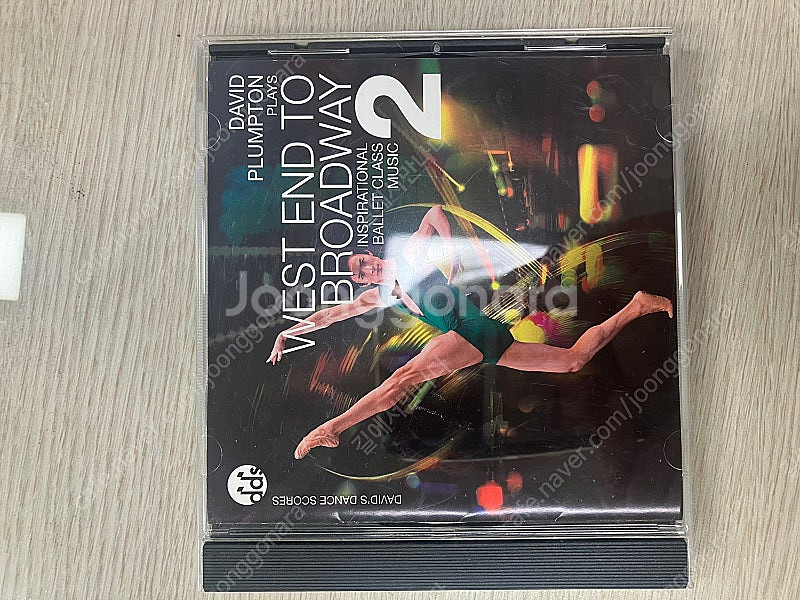 DAVID
PLUMPTON
PLAYS
WEST END TO
BROADWAY
2
INSPIRATIONAL
BALLET CLASS
MUSIC
dds
DAVID'S DANCE SCORES
Joonggonara